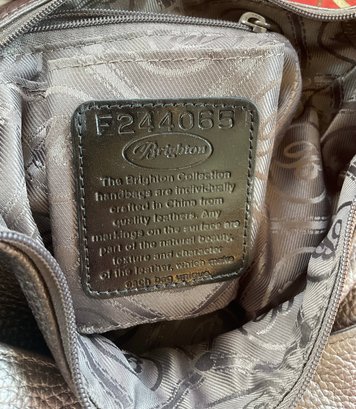 F244065
Brighton
The Brighton Collection
handbags are individually
crafted in China from
quality leathers. Any
markings on the surface are
part of the natural beauty,
texture and character
of the leather, which